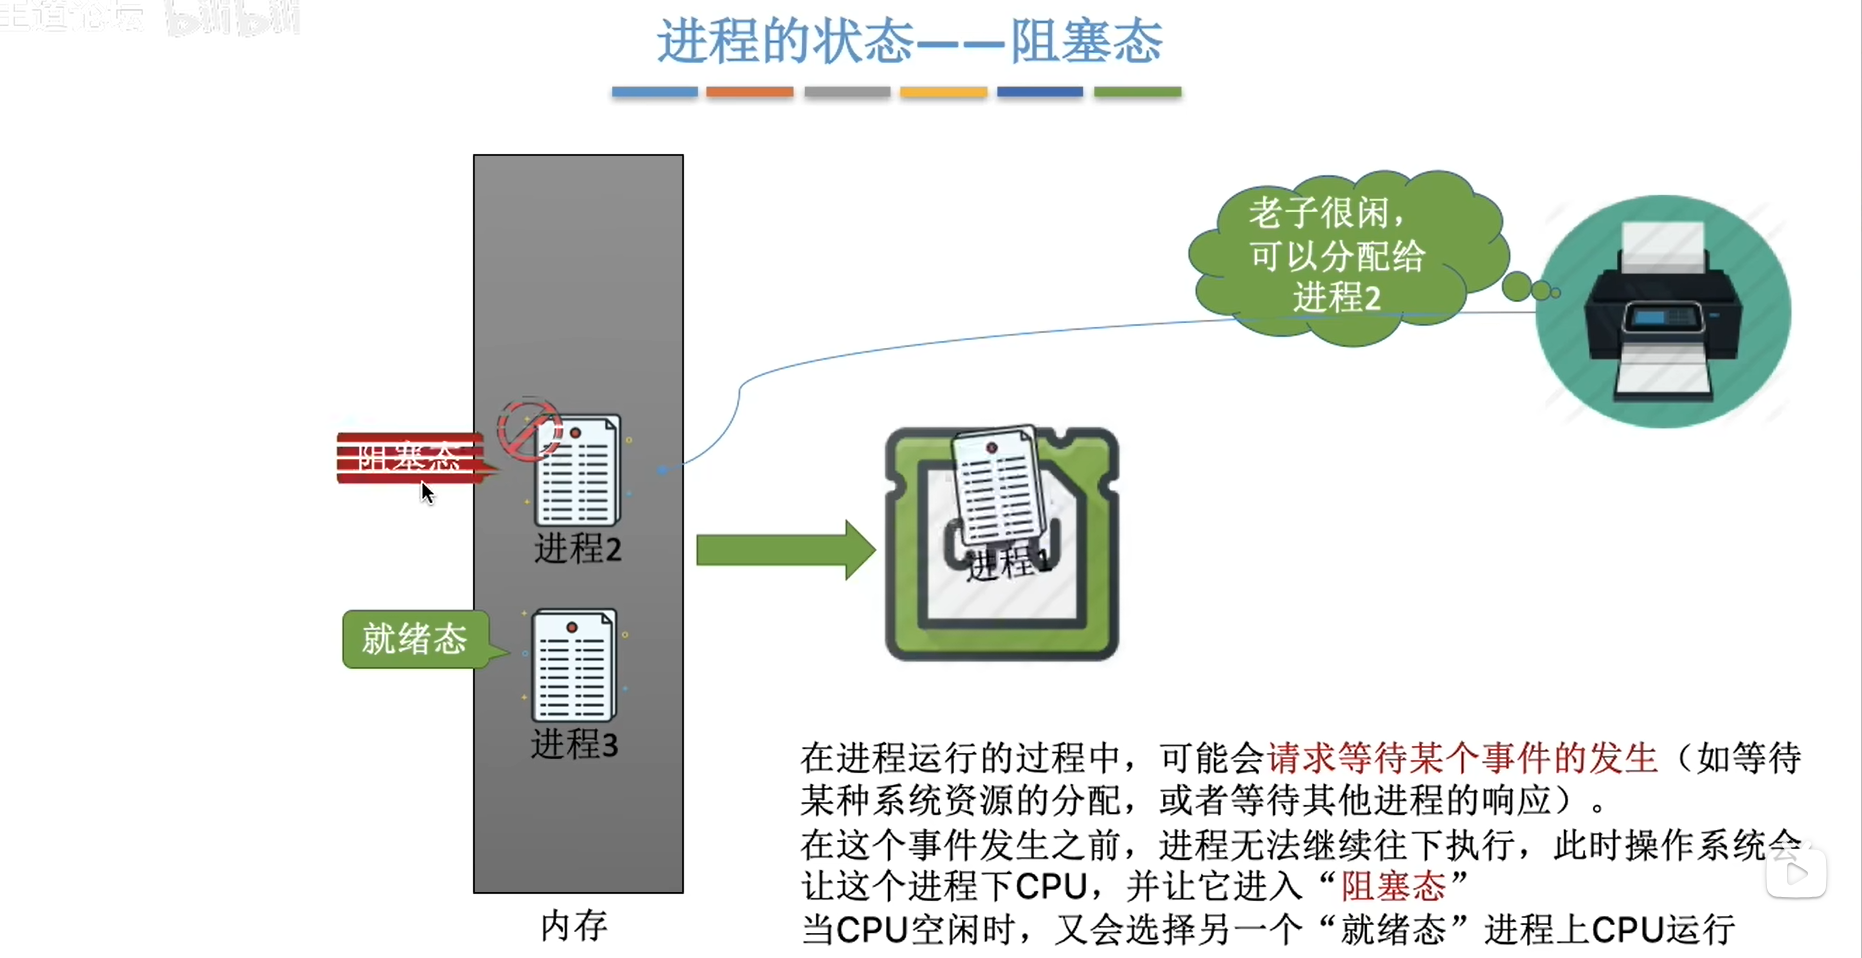 王道论坛 bilibili
进程的状态——阻塞态
老子很闲，
可以分配给
进程2
阻塞态
进程2
进程1
就绪态
进程3
内存
在进程运行的过程中，可能会请求等待某个事件的发生（如等待
某种系统资源的分配，或者等待其他进程的响应）。
在这个事件发生之前，进程无法继续往下执行，此时操作系统会
让这个进程下CPU，并让它进入“阻塞态”
当CPU空闲时，又会选择另一个“就绪态”进程上CPU运行